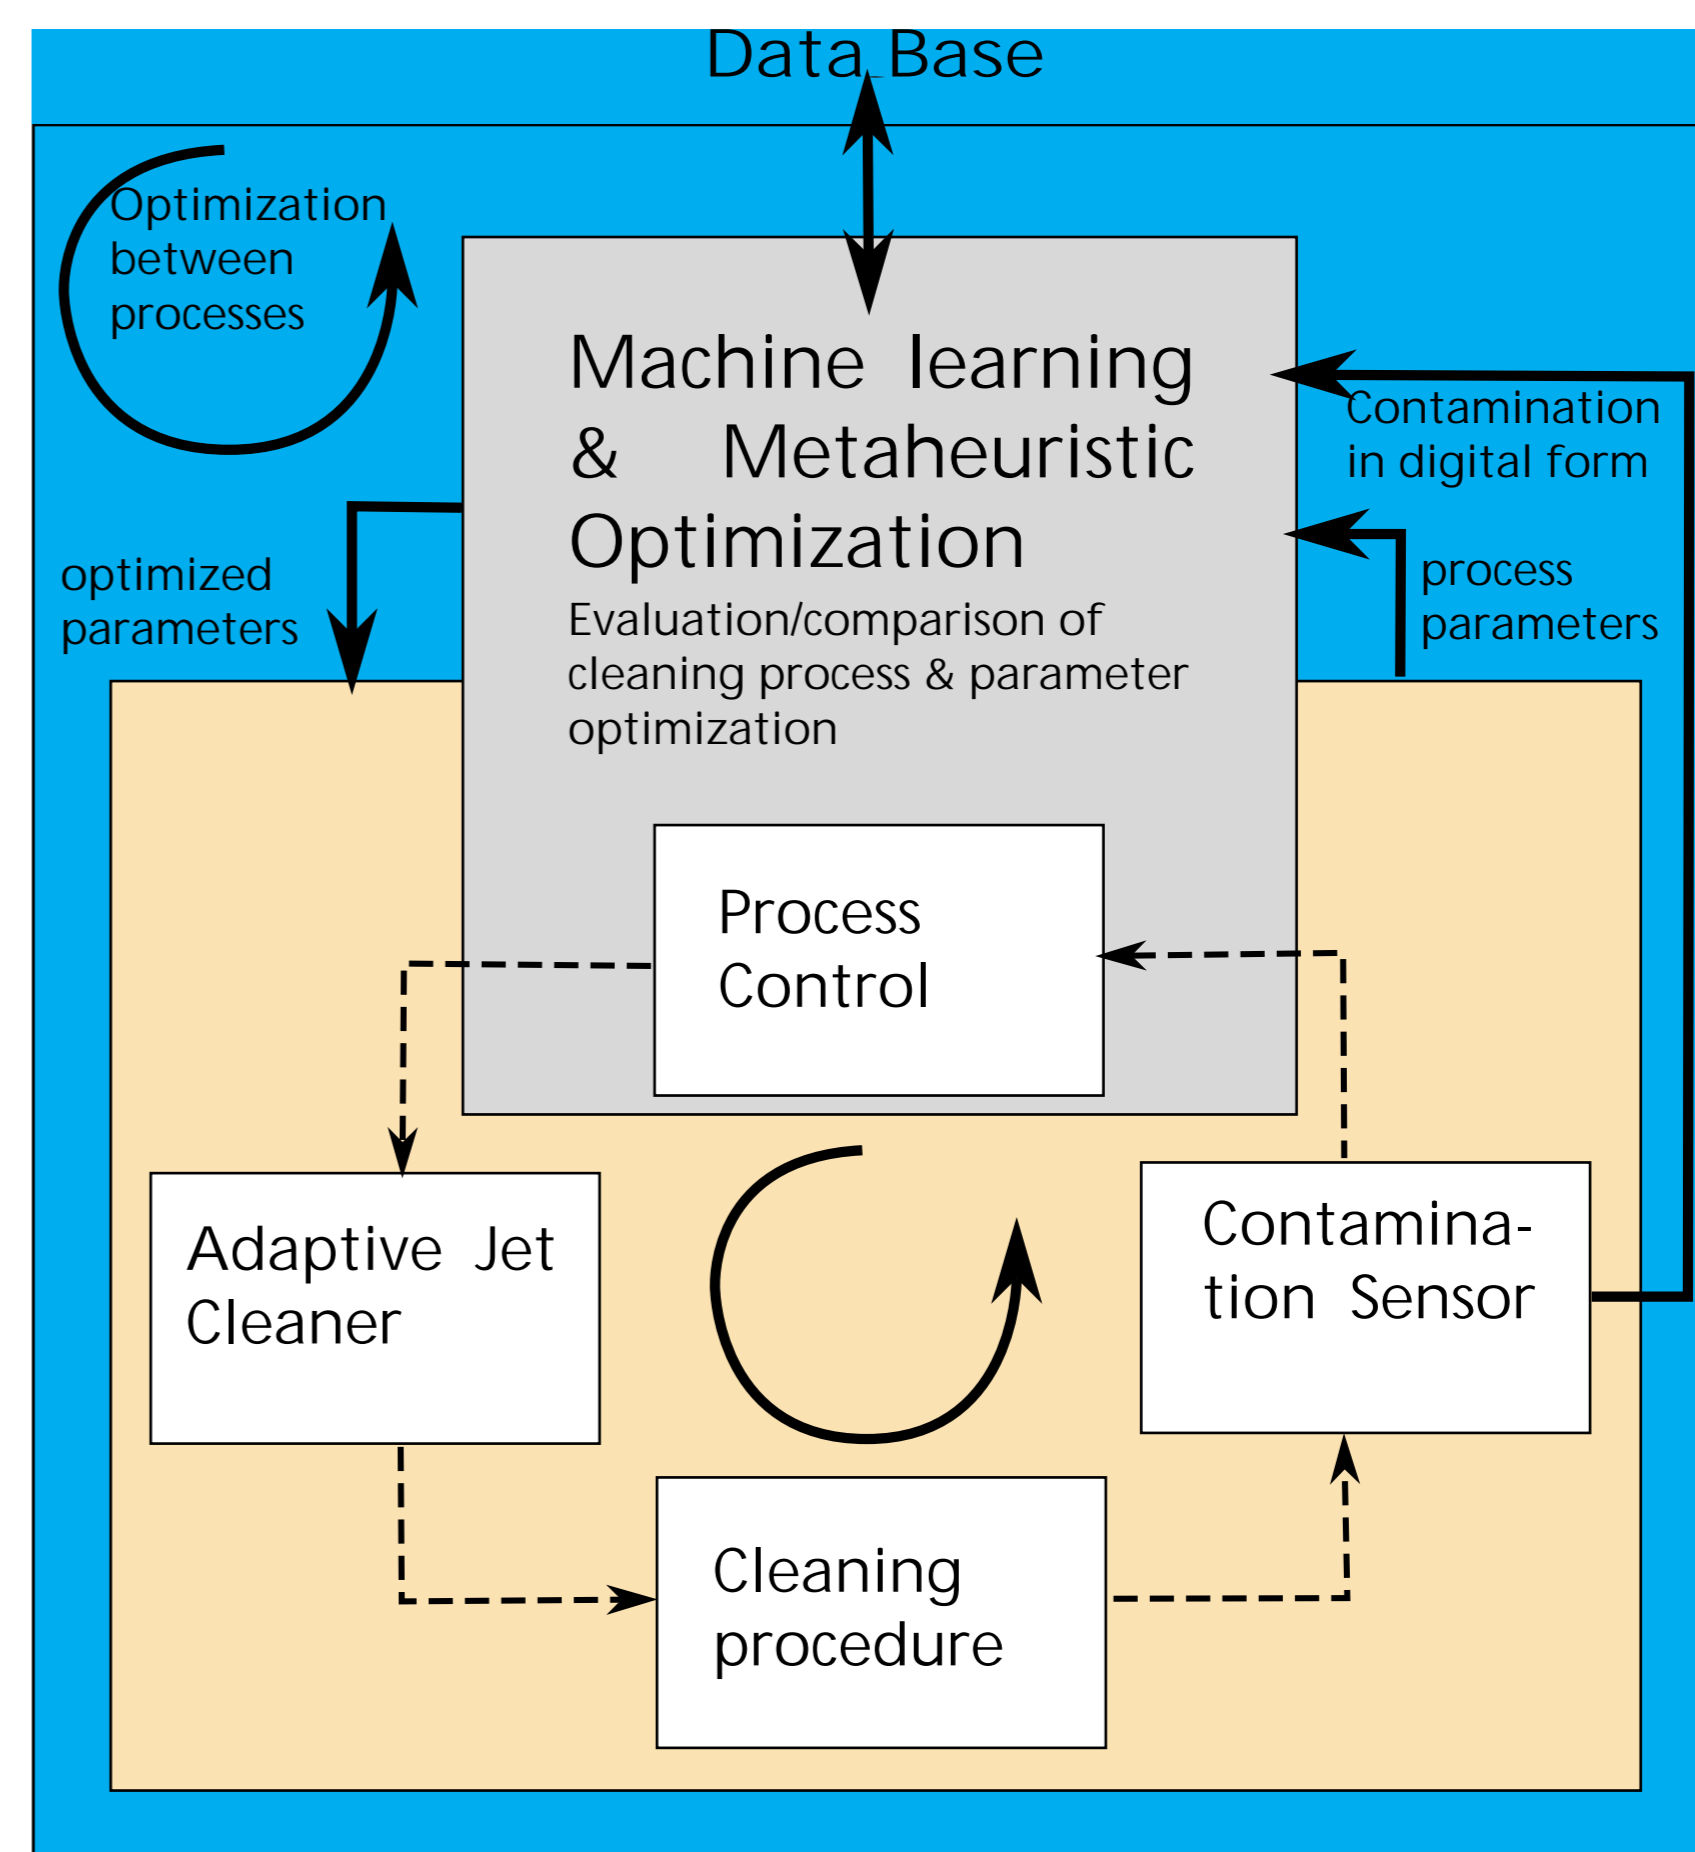 Data Base
Optimization
between
processes
Machine learning
& Metaheuristic
Optimization
Evaluation/comparison of
cleaning process & parameter
optimization
Contamination
in digital form
optimized
parameters
process
parameters
Process
Control
Adaptive Jet
Cleaner
Contamina-
tion Sensor
Cleaning
procedure